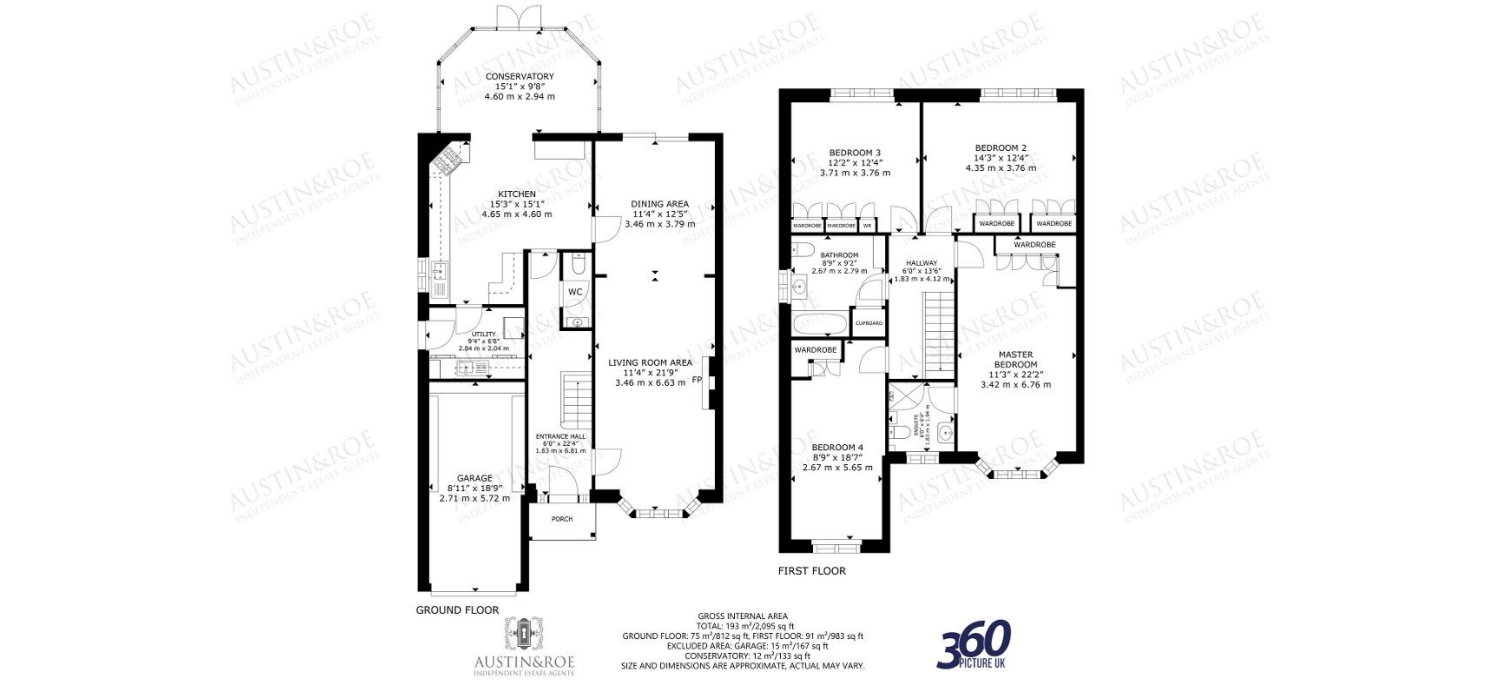 CONSERVATORY
15'1" x 9'8"
4.60 m x 2.94 m
KITCHEN
15'3" x 15'1"
4.65 m x 4.60 m
DINING AREA
11'4" x 12'5"
3.46 m x 3.79 m
WC
UTILITY
9'4" x 6'8"
2.84 m x 2.04 m
LIVING ROOM AREA
11'4" x 21'9"
3.46 m x 6.63 m
FP
ENTRANCE HALL
6'0" x 22'4"
1.83 m x 6.81 m
GARAGE
8'11" x 18'9"
2.71 m x 5.72 m
PORCH
GROUND FLOOR
BEDROOM 3
12'2" x 12'4"
3.71 m x 3.76 m
BEDROOM 2
14'3" x 12'4"
4.35 m x 3.76 m
WARDROBE
WARDROBE
WR
WARDROBE
WARDROBE
BATHROOM
8'9" x 9'2"
2.67 m x 2.79 m
HALLWAY
6'0" x 13'6"
1.83 m x 4.12 m
WARDROBE
CUPBOARD
WARDROBE
MASTER
BEDROOM
11'3" x 22'2"
3.42 m x 6.76 m
ENSUITE
6'0" x 6'4"
1.83 m x 1.94 m
BEDROOM 4
8'9" x 18'7"
2.67 m x 5.65 m
FIRST FLOOR
GROSS INTERNAL AREA
TOTAL: 193 m²/2,095 sq ft
GROUND FLOOR: 75 m²/812 sq ft, FIRST FLOOR: 91 m²/983 sq ft
EXCLUDED AREA: GARAGE: 15 m²/167 sq ft
CONSERVATORY: 12 m²/133 sq ft
SIZE AND DIMENSIONS ARE APPROXIMATE, ACTUAL MAY VARY.
AUSTIN&ROE
INDEPENDENT ESTATE AGENTS
360
PICTURE UK